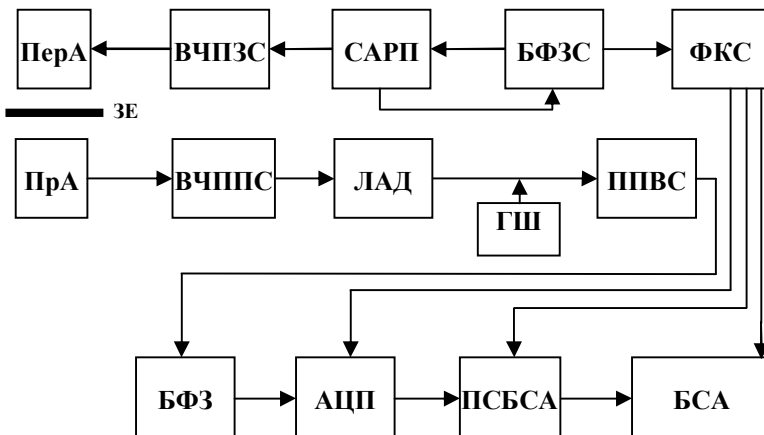 ПерА
ВЧПЗС
САРП
БФЗС
ФКС
ЗЕ
ПрА
ВЧППС
ЛАД
ППВС
ГШ
БФЗ
АЦП
ПСБСА
БСА